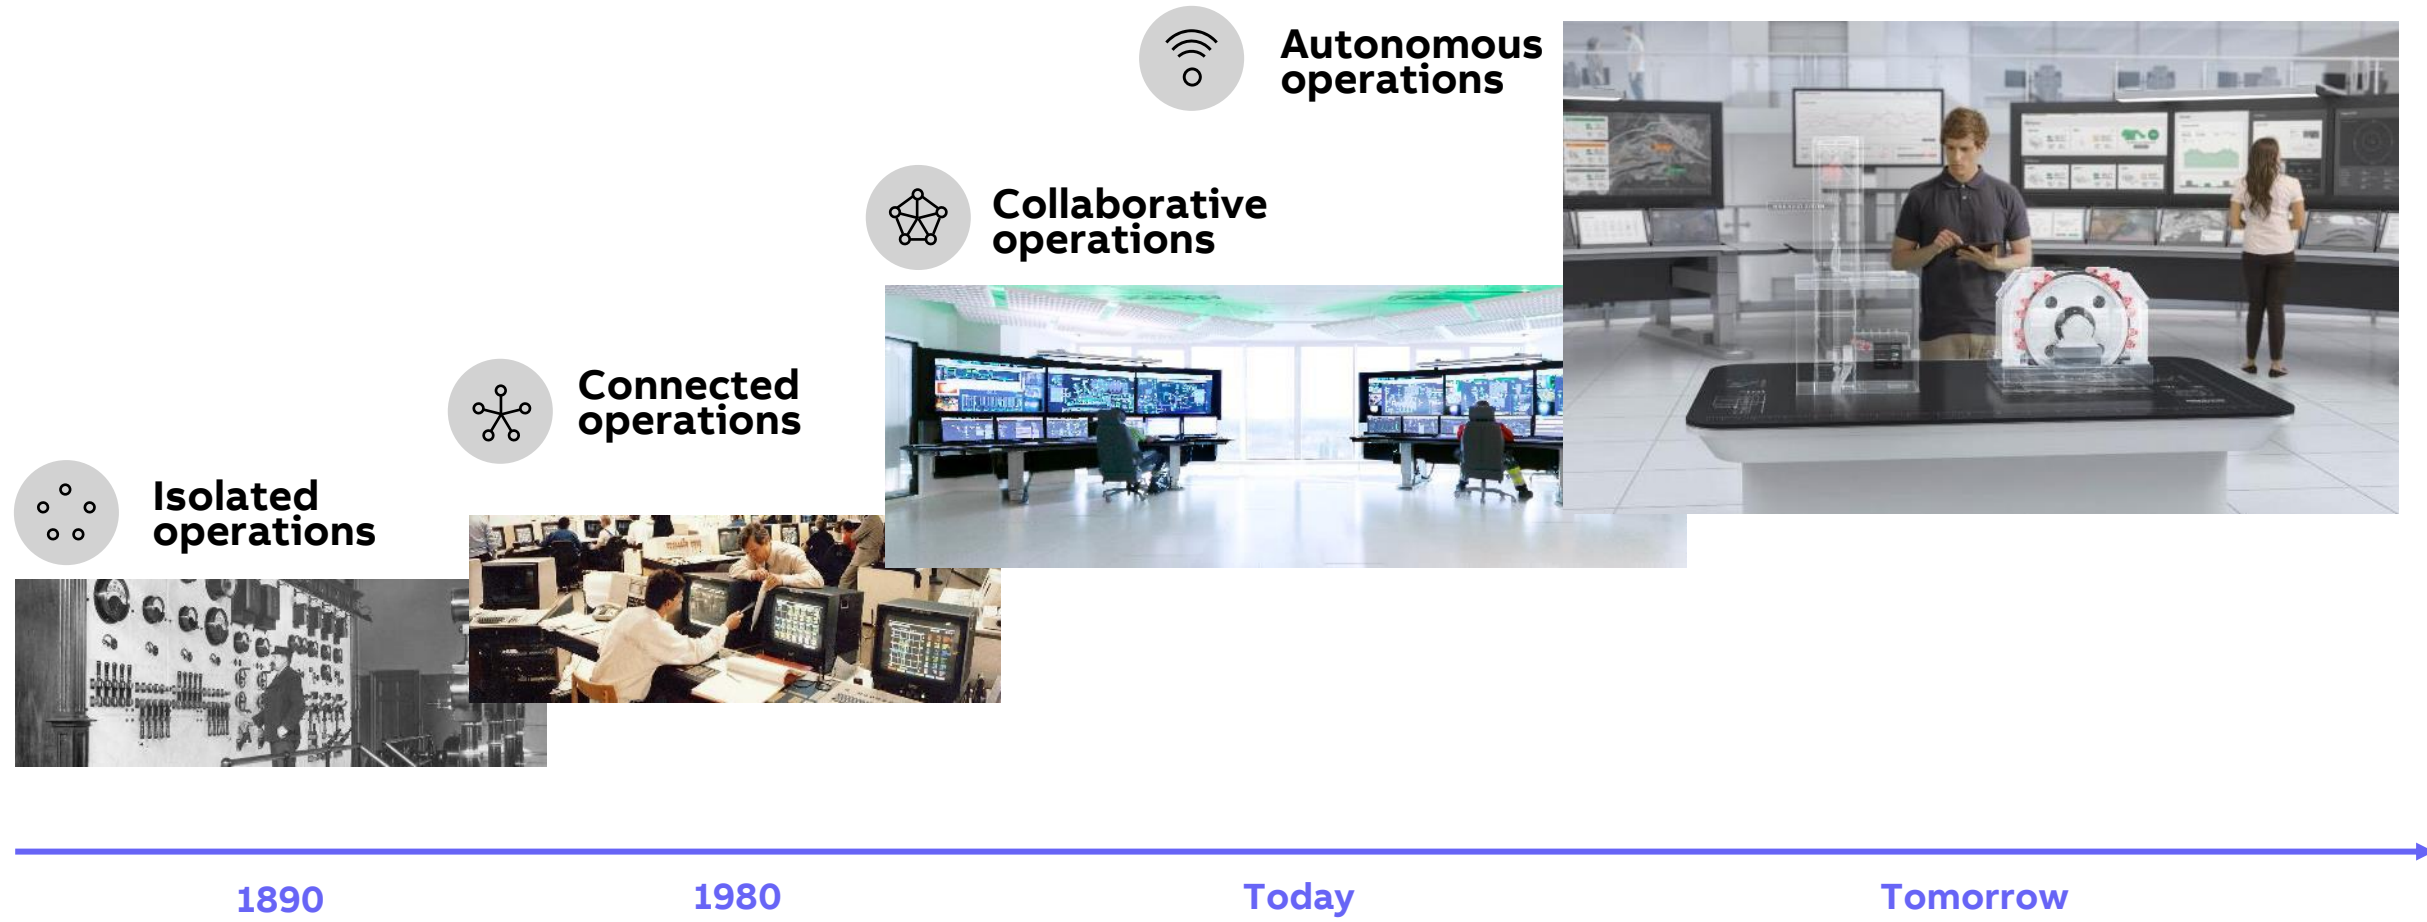 Autonomous
operations
Collaborative
operations
Connected
operations
Isolated
operations
1890
1980
Today
Tomorrow